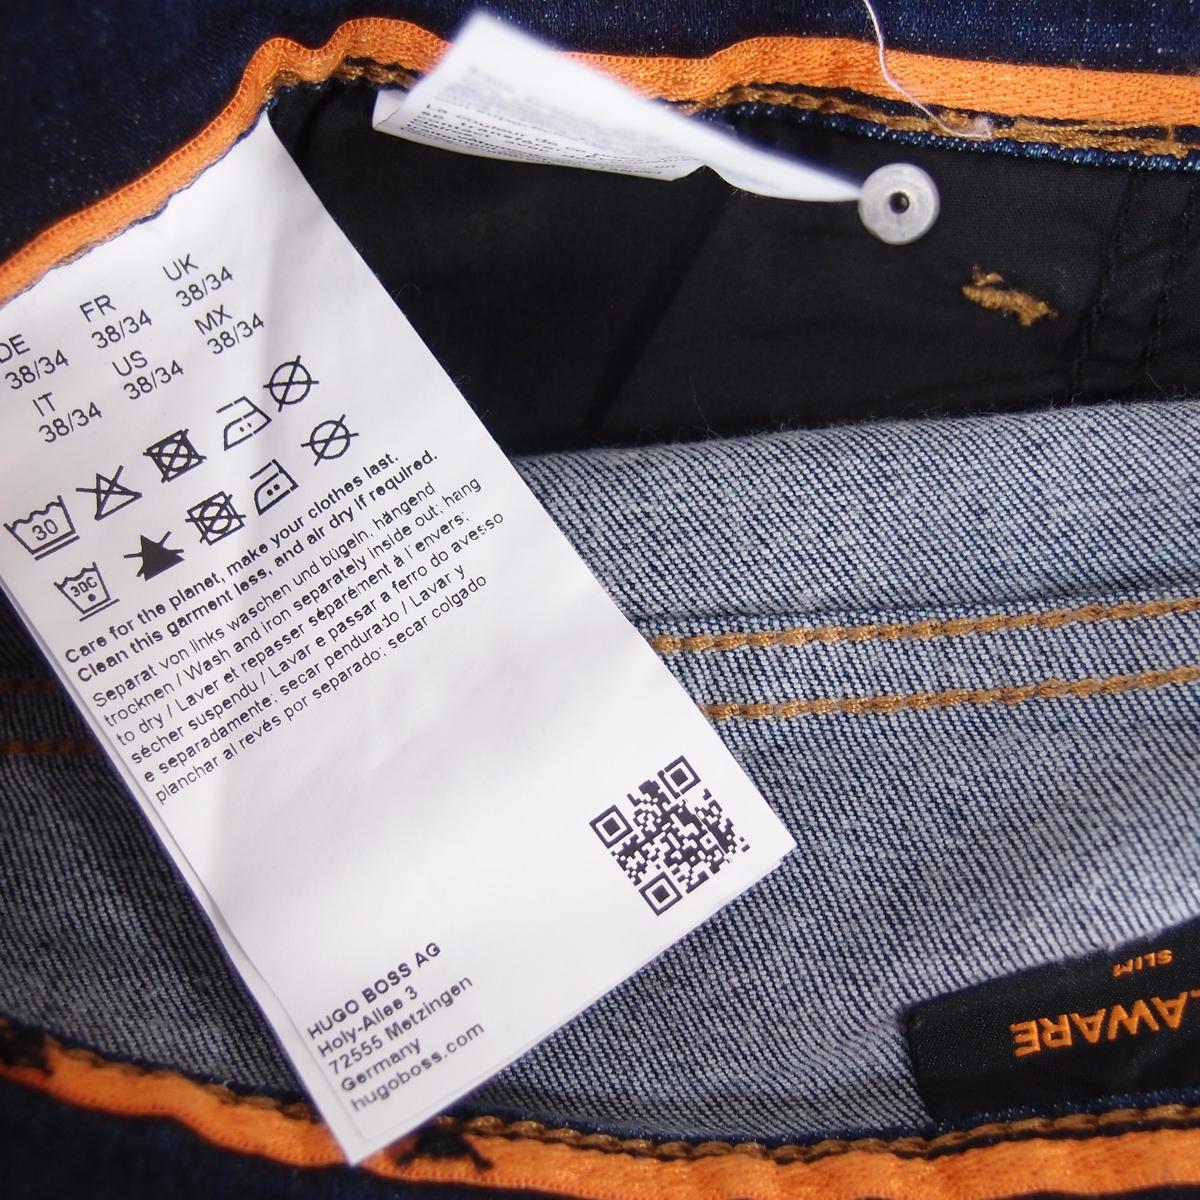 DE FR UK
38/34 38/34 38/34
IT US MX
38/34 38/34 38/34
30
30C
Care for the planet, make your clothes last.
Clean this garment less, and air dry if required.
Separat von links waschen und bügeln, hängend
trocknen / Wash and iron separately inside out; hang
to dry / Laver et repasser séparément à l'envers;
sécher suspendu / Lavar e passar a ferro do avesso
e separadamente; secar pendurado / Lavar y
planchar al revés por separado; secar colgado
HUGO BOSS AG
Holy-Allee 3
72555 Metzingen
Germany
hugoboss.com
LAWARE
SLIM